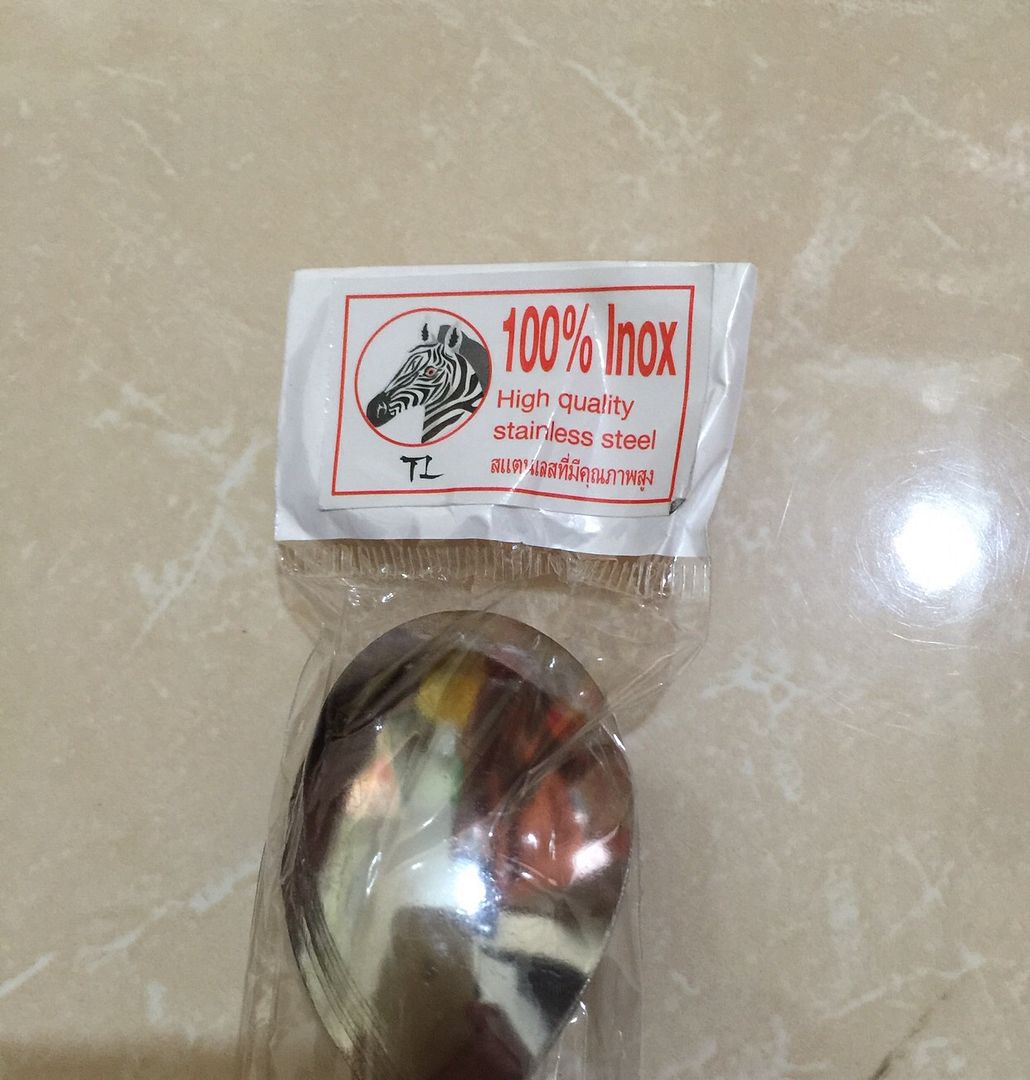 100% Inox
High quality
stainless steel
สแตนเลสที่มีคุณภาพสูง
TL